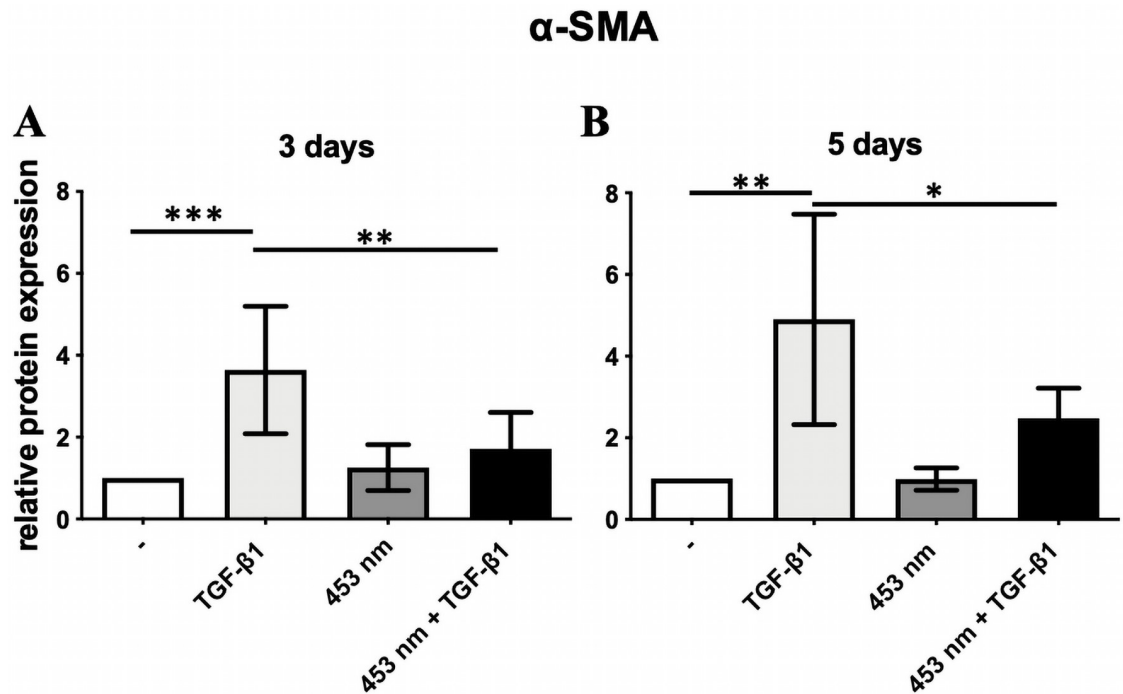 α-SMA
A
3 days
relative protein expression
8
6
4
2
0
***
**
-
TGF-β1
453 nm
453 nm + TGF-β1
B
5 days
8
6
4
2
0
**
*
-
TGF-β1
453 nm
453 nm + TGF-β1